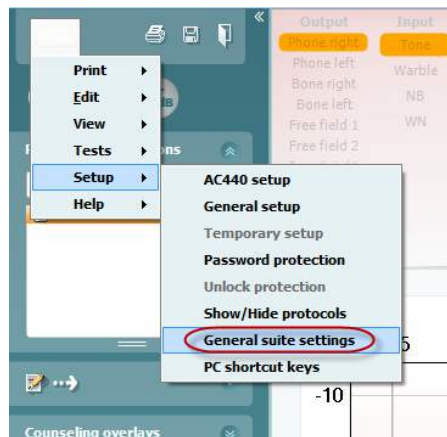 Output Input
Phone right Tone
Phone left Warble
Bone right
Bone left NB
Free field 1 WN
Free field 2
Print
Edit
View
Tests
Setup
Help
ons
AC440 setup
General setup
Temporary setup
Password protection
Unlock protection
Show/Hide protocols
General suite settings
PC shortcut keys
5
-10
Counseling overlays